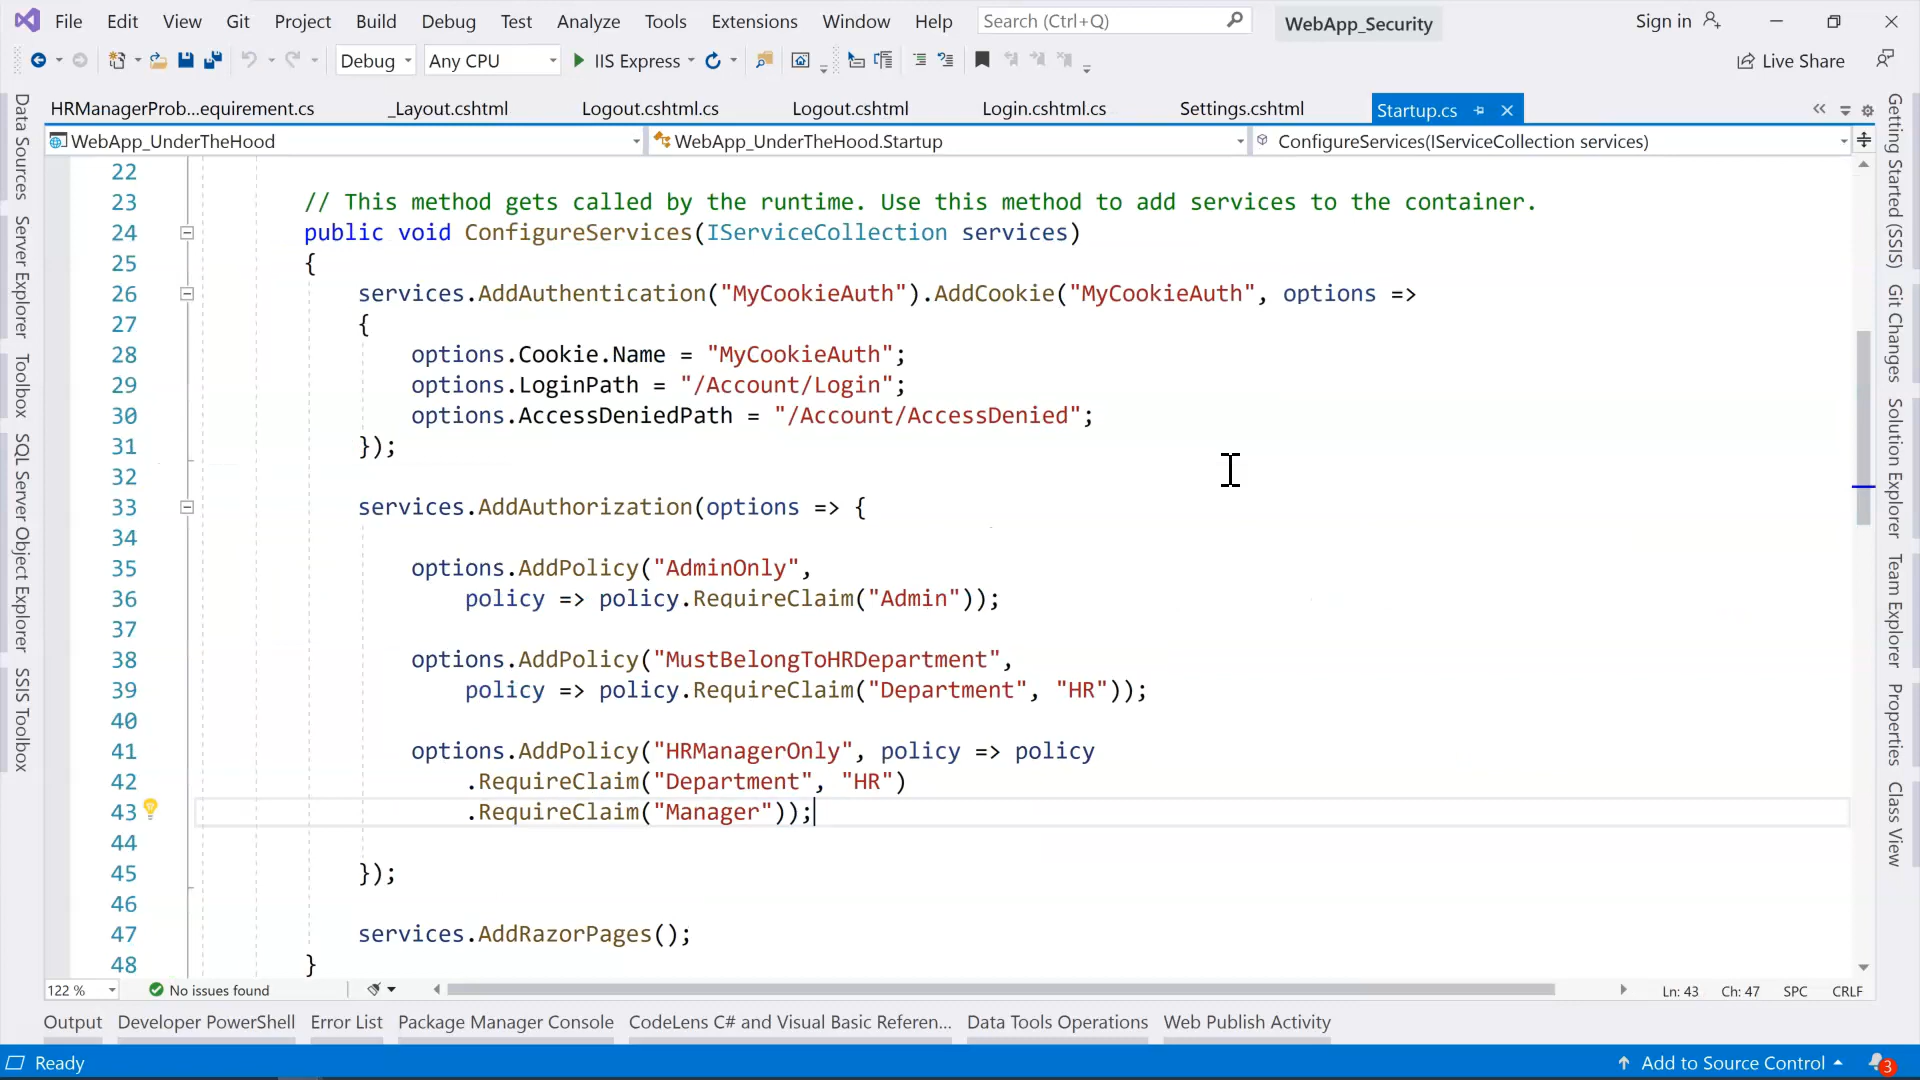 File Edit View Git Project Build Debug Test Analyze Tools Extensions Window Help Search (Ctrl+Q) WebApp_Security Sign in
Debug Any CPU IIS Express Live Share
HRManagerProb...equirement.cs _Layout.cshtml Logout.cshtml.cs Logout.cshtml Login.cshtml.cs Settings.cshtml Startup.cs
WebApp_UnderTheHood WebApp_UnderTheHood.Startup ConfigureServices(IServiceCollection services)
22
23 // This method gets called by the runtime. Use this method to add services to the container.
24 public void ConfigureServices(IServiceCollection services)
25 {
26 services.AddAuthentication("MyCookieAuth").AddCookie("MyCookieAuth", options =>
27 {
28 options.Cookie.Name = "MyCookieAuth";
29 options.LoginPath = "/Account/Login";
30 options.AccessDeniedPath = "/Account/AccessDenied";
31 });
32
33 services.AddAuthorization(options => {
34
35 options.AddPolicy("AdminOnly",
36 policy => policy.RequireClaim("Admin"));
37
38 options.AddPolicy("MustBelongToHRDepartment",
39 policy => policy.RequireClaim("Department", "HR"));
40
41 options.AddPolicy("HRManagerOnly", policy => policy
42 .RequireClaim("Department", "HR")
43 .RequireClaim("Manager"));
44
45 });
46
47 services.AddRazorPages();
48 }
122 % No issues found Ln: 43 Ch: 47 SPC CRLF
Output Developer PowerShell Error List Package Manager Console CodeLens C# and Visual Basic Referen... Data Tools Operations Web Publish Activity
Ready Add to Source Control 3
Data Sources
Server Explorer
Toolbox
SQL Server Object Explorer
SSIS Toolbox
Getting Started (SSIS)
Git Changes
Solution Explorer
Team Explorer
Properties
Class View